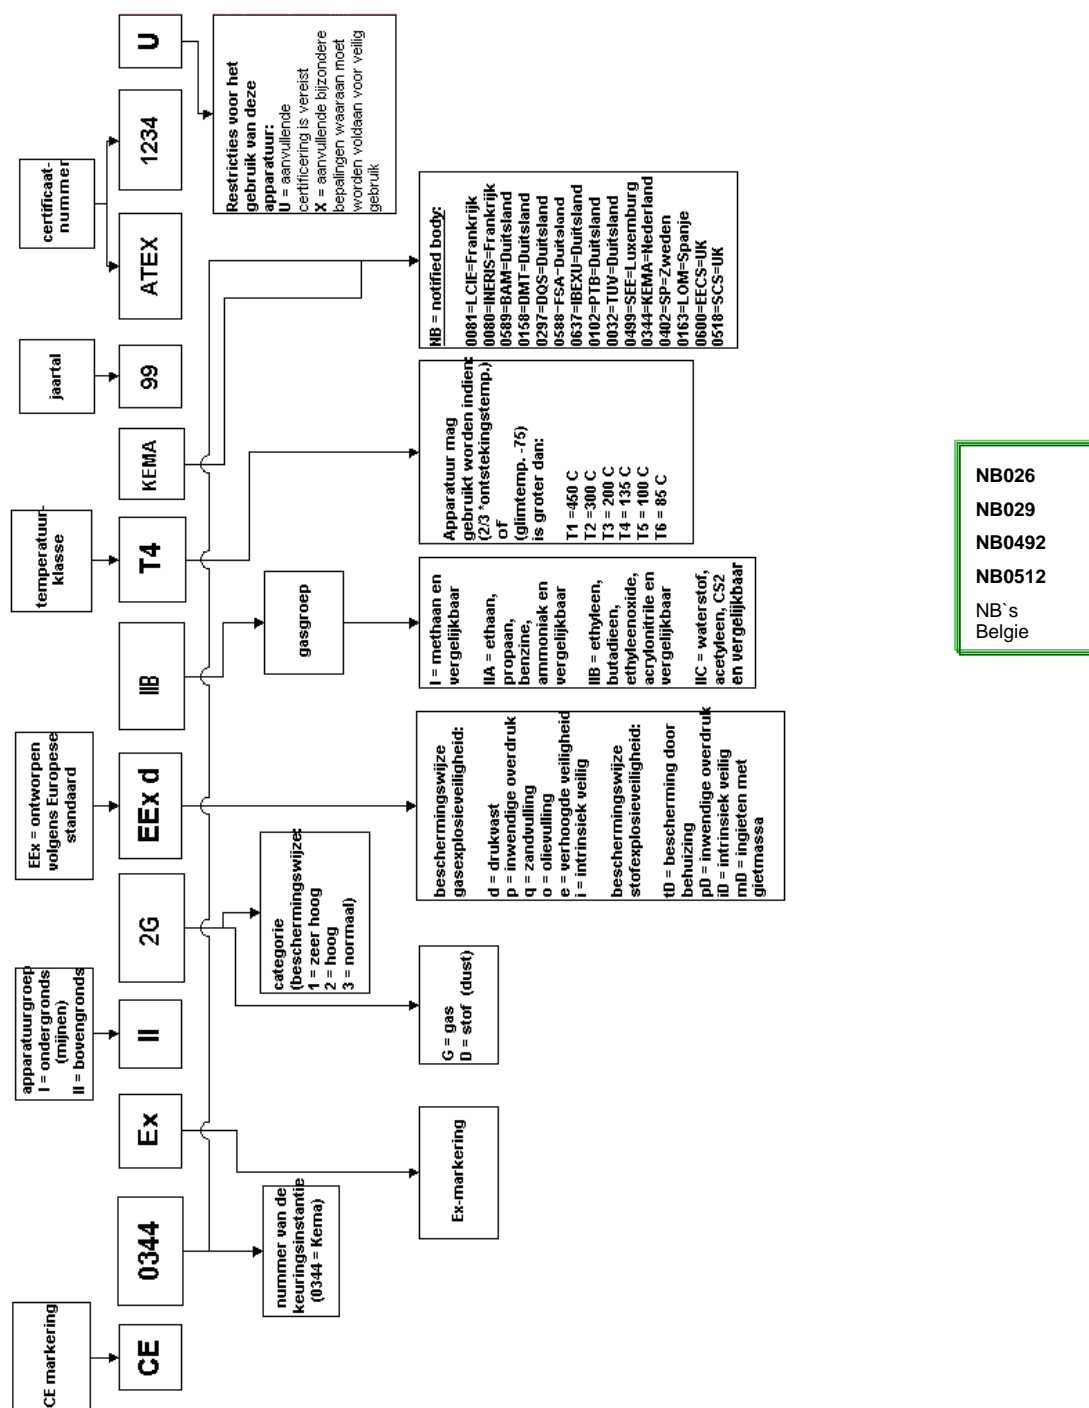 CE markering
apparatuurgroep
I = ondergronds
(mijnen)
II = bovengronds
EEx = ontworpen
volgens Europese
standaard
temperatuur-
klasse
jaartal
certificaat-
nummer
CE
0344
Ex
II
2G
EEx d
IIB
T4
KEMA
99
ATEX
1234
U
nummer van de
keuringsinstantie
(0344 = Kema)
categorie
(beschermingswijze:
1 = zeer hoog
2 = hoog
3 = normaal)
gasgroep
Restricties voor het
gebruik van deze
apparatuur:
U = aanvullende
certificering is vereist
X = aanvullende bijzondere
bepalingen waaraan moet
worden voldaan voor veilig
gebruik
Ex-markering
G = gas
D = stof (dust)
beschermingswijze
gasexplosieveiligheid:
d = drukvast
p = inwendige overdruk
q = zandvulling
o = olievulling
e = verhoogde veiligheid
i = intrinsiek veilig
beschermingswijze
stofexplosieveiligheid:
tD = bescherming door
behuizing
pD = inwendige overdruk
iD = intrinsiek veilig
mD = ingieten met
gietmassa
I = methaan en
vergelijkbaar
IIA = ethaan,
propaan,
benzine,
ammoniak en
vergelijkbaar
IIB = ethyleen,
butadieen,
ethyleenoxide,
acrylonitrile en
vergelijkbaar
IIC = waterstof,
acetyleen, CS2
en vergelijkbaar
Apparatuur mag
gebruikt worden indien:
(2/3 *ontstekingstemp.)
of
(glimtemp. -75)
is groter dan:
T1 =450 C
T2 =300 C
T3 = 200 C
T4 = 135 C
T5 = 100 C
T6 = 85 C
NB = notified body:
0081=LCIE=Frankrijk
0080=INERIS=Frankrijk
0589=BAM=Duitsland
0158=DMT=Duitsland
0297=DQS=Duitsland
0588=FSA=Duitsland
0637=IBEXU=Duitsland
0102=PTB=Duitsland
0032=TUV=Duitsland
0499=SEE=Luxemburg
0344=KEMA=Nederland
0402=SP=Zweden
0163=LOM=Spanje
0600=EECS=UK
0518=SCS=UK
NB026
NB029
NB0492
NB0512
NB`s
Belgie